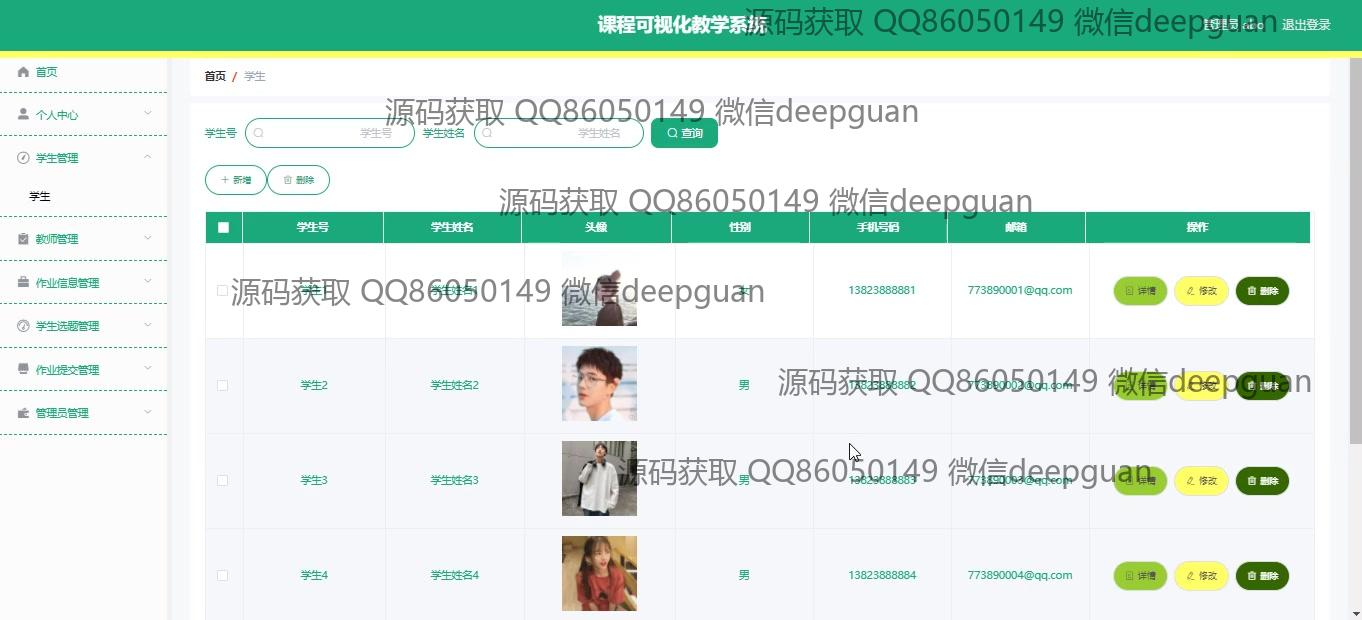 课程可视化教学系统
管理员 abo 退出登录
源码获取 QQ86050149 微信deepguan
首页
个人中心
学生管理
学生
教师管理
作业信息管理
学生选题管理
作业提交管理
管理员管理
首页 / 学生
源码获取 QQ86050149 微信deepguan
学生号 学生号 学生姓名 学生姓名 查询
新增 删除
源码获取 QQ86050149 微信deepguan
学生号 学生姓名 头像 性别 手机号码 邮箱 操作
学生1 学生姓名1 女 13823888881 773890001@qq.com 详情 修改 删除
源码获取 QQ86050149 微信deepguan
学生2 学生姓名2 男 13823888882 773890002@qq.com 详情 修改 删除
源码获取 QQ86050149 微信deepguan
学生3 学生姓名3 男 13823888883 773890003@qq.com 详情 修改 删除
源码获取 QQ86050149 微信deepguan
学生4 学生姓名4 男 13823888884 773890004@qq.com 详情 修改 删除